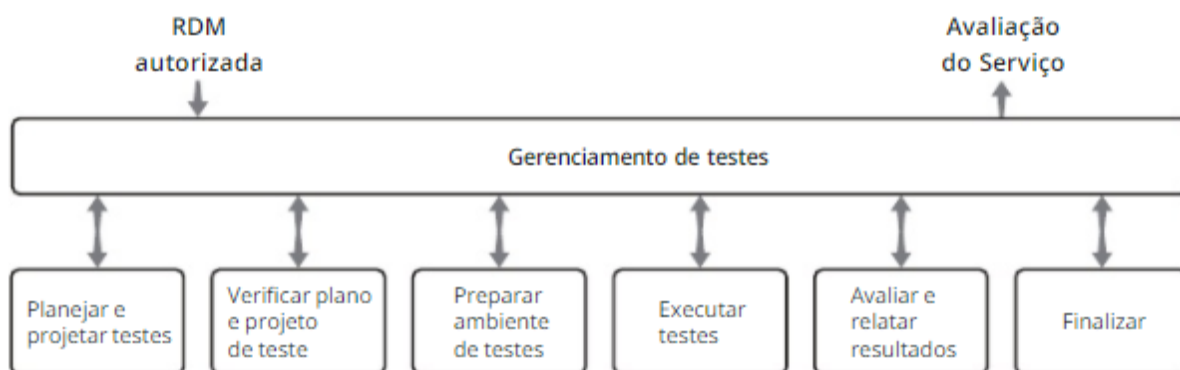 RDM
autorizada
Avaliação
do Serviço
Gerenciamento de testes
Planejar e
projetar testes
Verificar plano
e projeto
de teste
Preparar
ambiente
de testes
Executar
testes
Avaliar e
relatar
resultados
Finalizar